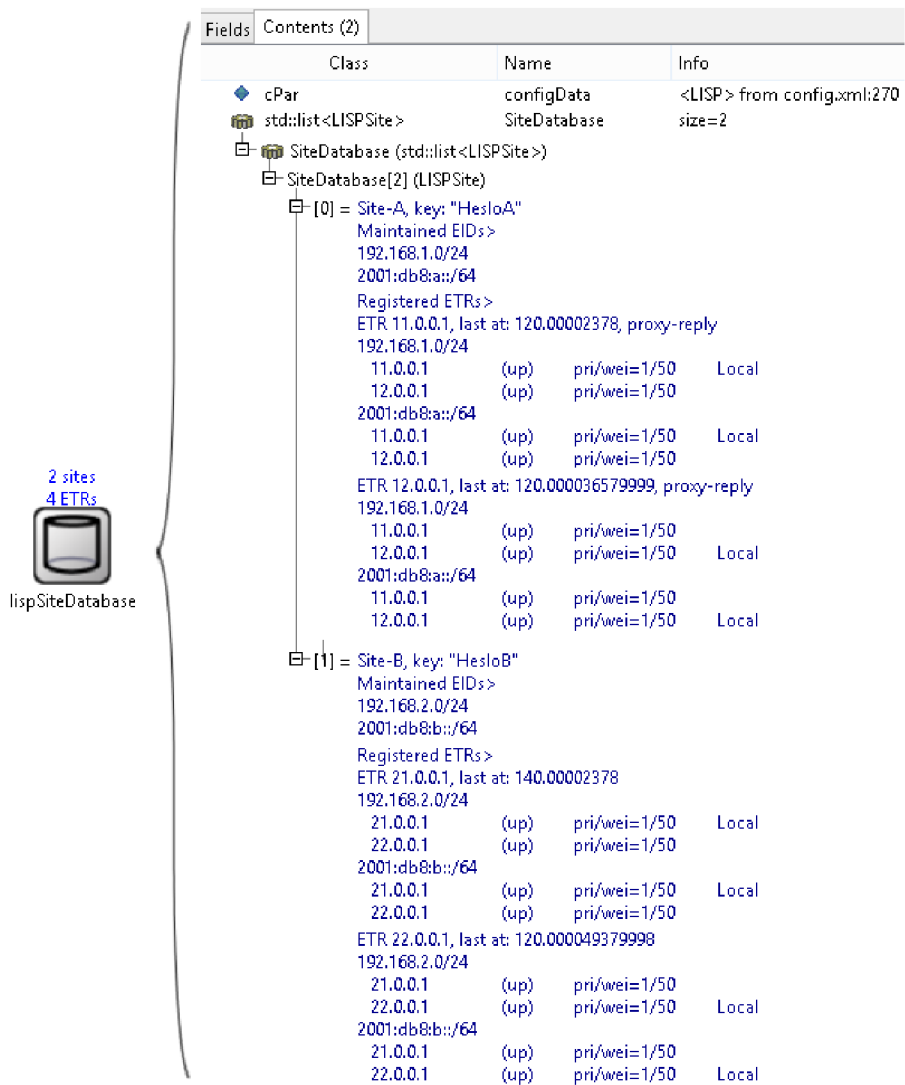 Fields Contents (2)
Class Name Info
cPar configData <LISP> from config.xml:270
std::list<LISPSite> SiteDatabase size=2
SiteDatabase (std::list<LISPSite>)
SiteDatabase[2] (LISPSite)
[0] = Site-A, key: "HesloA"
Maintained EIDs>
192.168.1.0/24
2001:db8:a::/64
Registered ETRs>
ETR 11.0.0.1, last at: 120.00002378, proxy-reply
192.168.1.0/24
11.0.0.1 (up) pri/wei=1/50 Local
12.0.0.1 (up) pri/wei=1/50
2001:db8:a::/64
11.0.0.1 (up) pri/wei=1/50 Local
12.0.0.1 (up) pri/wei=1/50
ETR 12.0.0.1, last at: 120.000036579999, proxy-reply
192.168.1.0/24
11.0.0.1 (up) pri/wei=1/50
12.0.0.1 (up) pri/wei=1/50 Local
2001:db8:a::/64
11.0.0.1 (up) pri/wei=1/50
12.0.0.1 (up) pri/wei=1/50 Local
2 sites
4 ETRs
lispSiteDatabase
[1] = Site-B, key: "HesloB"
Maintained EIDs>
192.168.2.0/24
2001:db8:b::/64
Registered ETRs>
ETR 21.0.0.1, last at: 140.00002378
192.168.2.0/24
21.0.0.1 (up) pri/wei=1/50 Local
22.0.0.1 (up) pri/wei=1/50
2001:db8:b::/64
21.0.0.1 (up) pri/wei=1/50 Local
22.0.0.1 (up) pri/wei=1/50
ETR 22.0.0.1, last at: 120.000049379998
192.168.2.0/24
21.0.0.1 (up) pri/wei=1/50
22.0.0.1 (up) pri/wei=1/50 Local
2001:db8:b::/64
21.0.0.1 (up) pri/wei=1/50
22.0.0.1 (up) pri/wei=1/50 Local